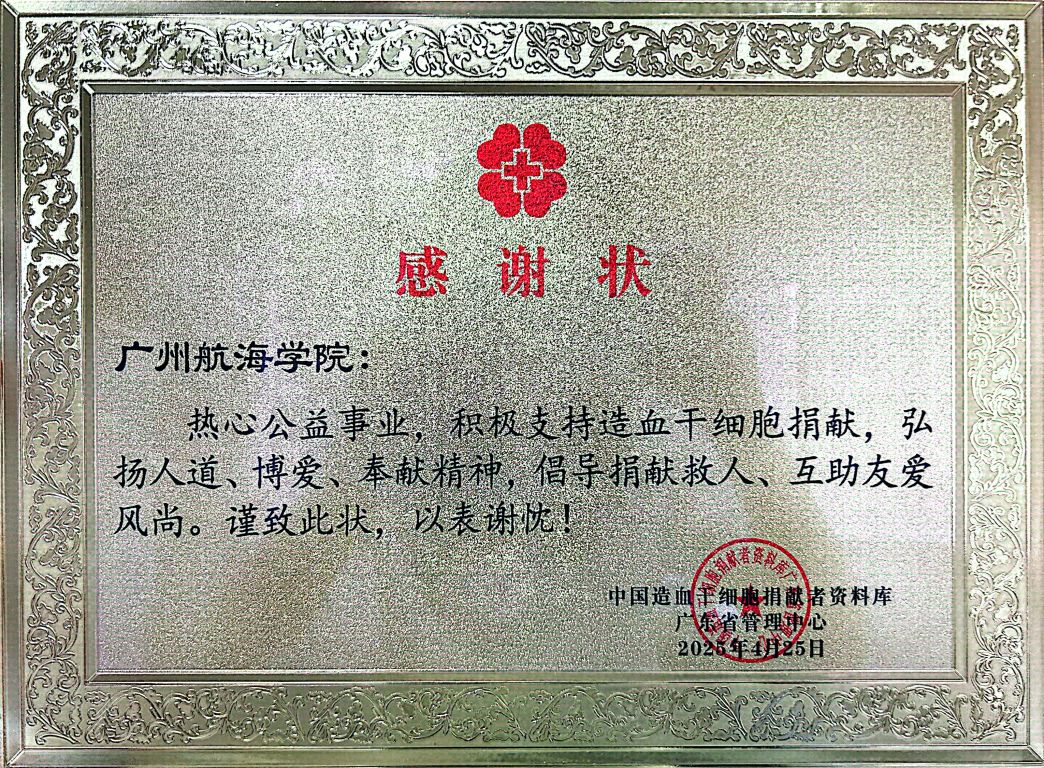 感谢状
广州航海学院：
热心公益事业，积极支持造血干细胞捐献，弘
扬人道、博爱、奉献精神，倡导捐献救人、互助友爱
风尚。谨致此状，以表谢忱！
中国造血干细胞捐献者资料库
广东省管理中心
2025年4月25日